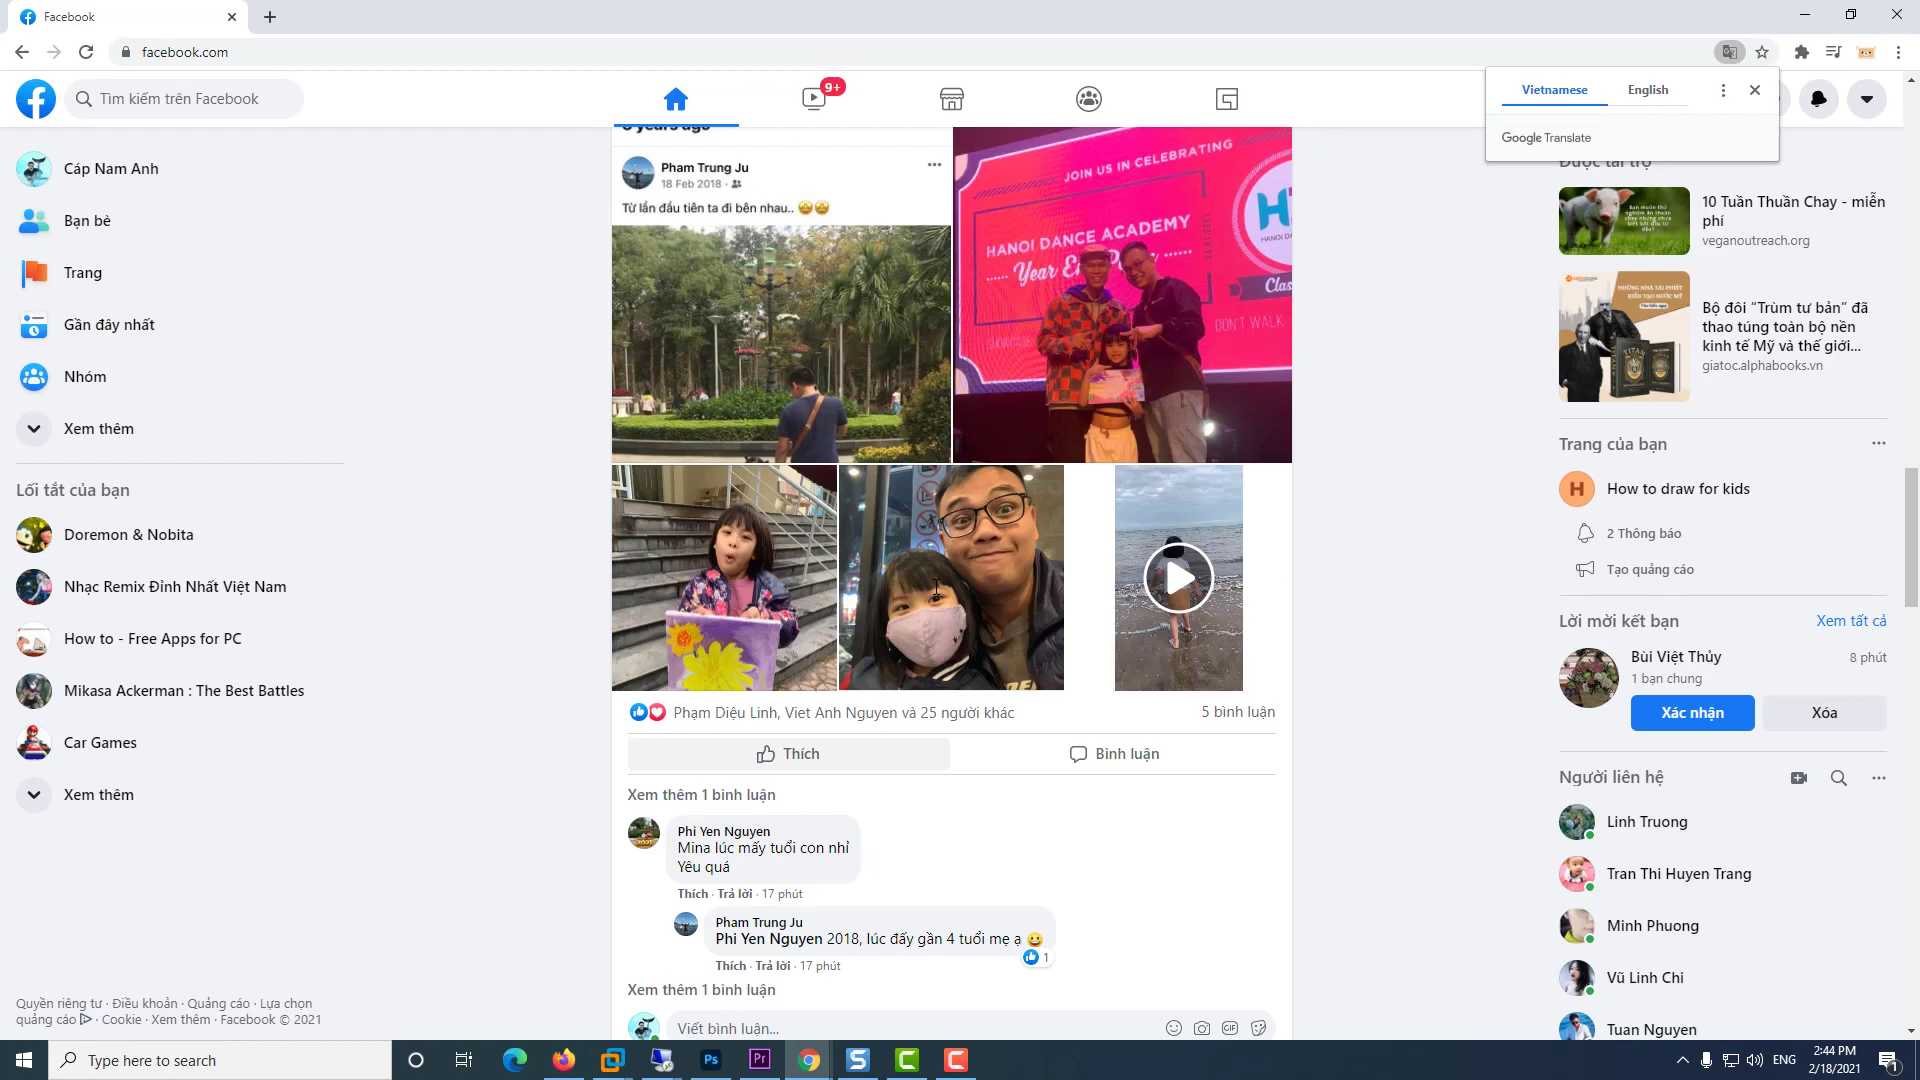 Facebook
facebook.com
Tìm kiếm trên Facebook
9+
Vietnamese
English
Google Translate
Cáp Nam Anh
Bạn bè
Trang
Gần đây nhất
Nhóm
Xem thêm
Lối tắt của bạn
Doremon & Nobita
Nhạc Remix Đỉnh Nhất Việt Nam
How to - Free Apps for PC
Mikasa Ackerman : The Best Battles
Car Games
Xem thêm
Quyền riêng tư · Điều khoản · Quảng cáo · Lựa chọn
quảng cáo · Cookie · Xem thêm · Facebook © 2021
3 years ago
Pham Trung Ju
18 Feb 2018 ·
Từ lần đầu tiên ta đi bên nhau.. 🤩🤩
JOIN US IN CELEBRATING
HANOI DANCE ACADEMY
Year End
DON'T WALK
Phạm Diệu Linh, Viet Anh Nguyen và 25 người khác
5 bình luận
Thích
Bình luận
Xem thêm 1 bình luận
Phi Yen Nguyen
Mina lúc mấy tuổi con nhỉ
Yêu quá
Thích · Trả lời · 17 phút
Pham Trung Ju
Phi Yen Nguyen 2018, lúc đấy gần 4 tuổi mẹ ạ 😀
1
Thích · Trả lời · 17 phút
Xem thêm 1 bình luận
Viết bình luận...
GIF
Được tài trợ
10 Tuần Thuần Chay - miễn
phí
veganoutreach.org
TITAN
Bộ đôi “Trùm tư bản” đã
thao túng toàn bộ nền
kinh tế Mỹ và thế giới...
giatoc.alphabooks.vn
Trang của bạn
H
How to draw for kids
2 Thông báo
Tạo quảng cáo
Lời mời kết bạn
Xem tất cả
Bùi Việt Thủy
8 phút
1 bạn chung
Xác nhận
Xóa
Người liên hệ
Linh Truong
Tran Thi Huyen Trang
Minh Phuong
Vũ Linh Chi
Tuan Nguyen
Type here to search
Ps
Pr
S
C
C
ENG
2:44 PM
2/18/2021
1